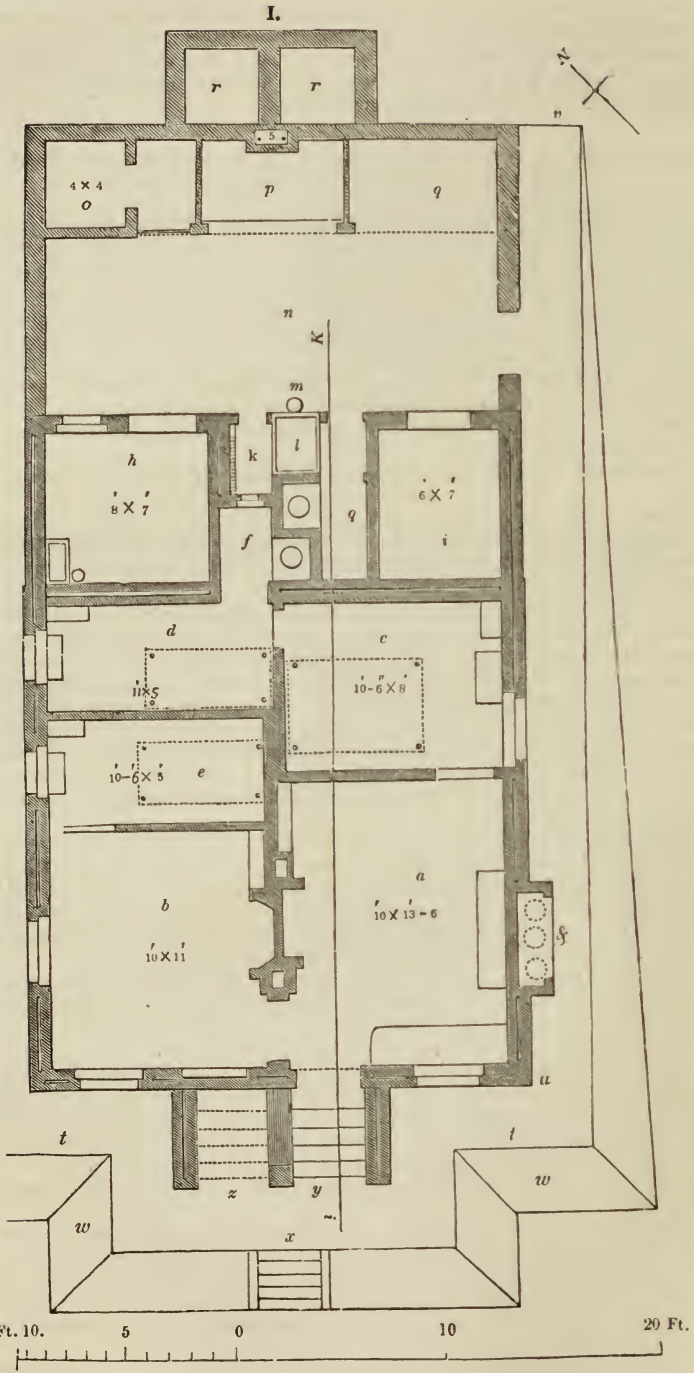 I.
N
r r
5
v
4 × 4
o
p
q
n
K
m
h
k
l
8' × 7"
f
q
6' × 7"
i
d
c
11' × 5
10'-6" × 8'
10'-6' × 5'
e
b
a
10' × 11'
10' × 13'-6
&
u
t
t
z
y
w
w
x
Ft. 10. 5 0 10 20 Ft.